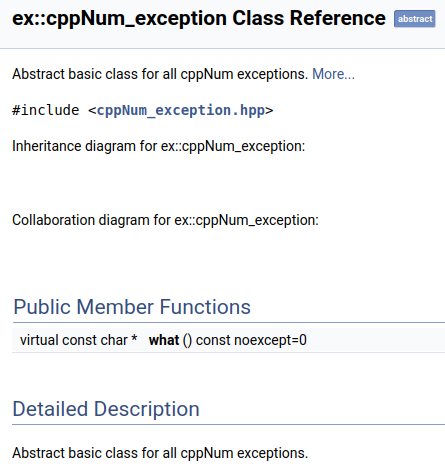 ex::cppNum_exception Class Reference abstract
Abstract basic class for all cppNum exceptions. More...
#include <cppNum_exception.hpp>
Inheritance diagram for ex::cppNum_exception:
Collaboration diagram for ex::cppNum_exception:
Public Member Functions
virtual const char * what () const noexcept=0
Detailed Description
Abstract basic class for all cppNum exceptions.